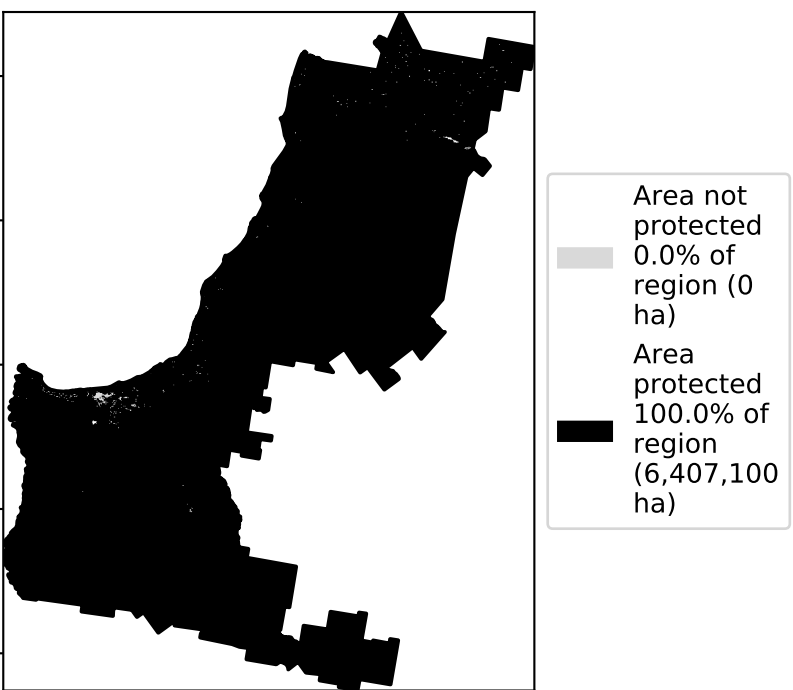 Area not
protected
0.0% of
region (0
ha)
Area
protected
100.0% of
region
(6,407,100
ha)